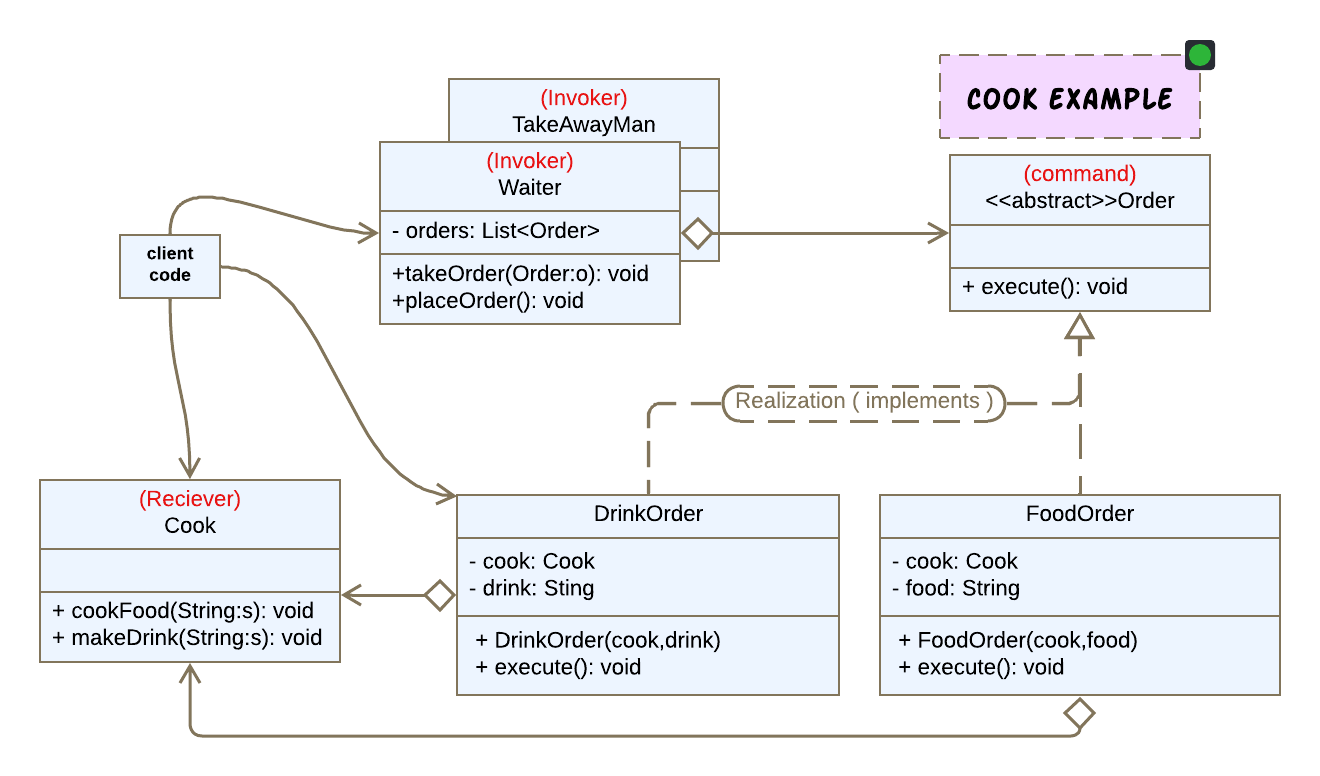 COOK EXAMPLE
(Invoker)
TakeAwayMan
(Invoker)
Waiter
- orders: List<Order>
+takeOrder(Order:o): void
+placeOrder(): void
(command)
<<abstract>>Order
+ execute(): void
client
code
Realization ( implements )
(Reciever)
Cook
+ cookFood(String:s): void
+ makeDrink(String:s): void
DrinkOrder
- cook: Cook
- drink: Sting
+ DrinkOrder(cook,drink)
+ execute(): void
FoodOrder
- cook: Cook
- food: String
+ FoodOrder(cook,food)
+ execute(): void